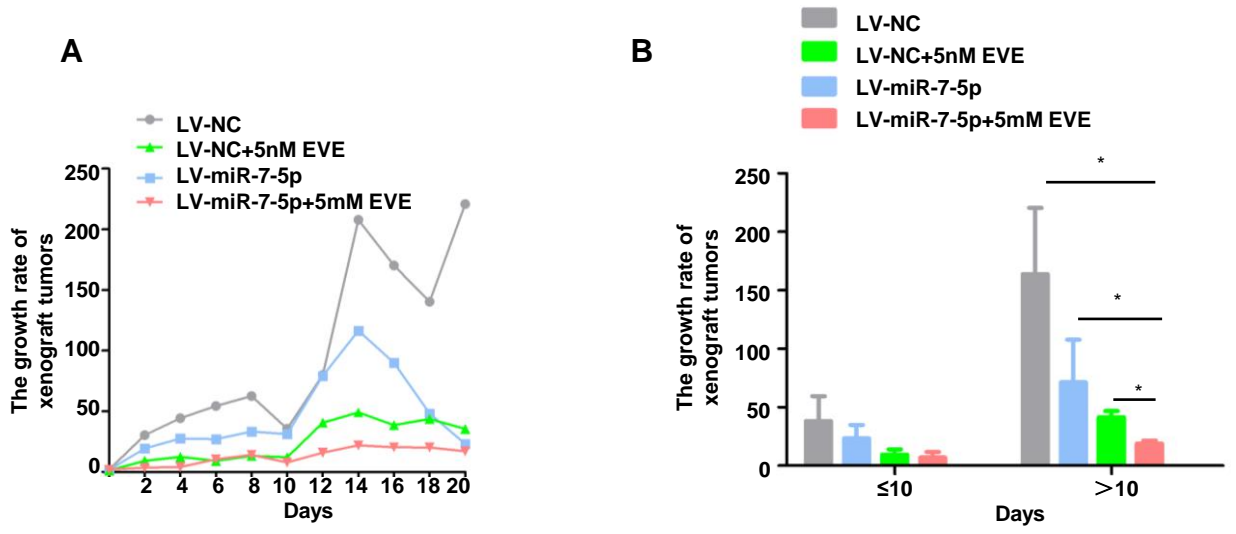 A
LV-NC
LV-NC+5nM EVE
LV-miR-7-5p
LV-miR-7-5p+5mM EVE
The growth rate of
xenograft tumors
250
200
150
100
50
0
2 4 6 8 10 12 14 16 18 20
Days
B
LV-NC
LV-NC+5nM EVE
LV-miR-7-5p
LV-miR-7-5p+5mM EVE
The growth rate of
xenograft tumors
250
200
150
100
50
0
*
*
*
≤10 >10
Days